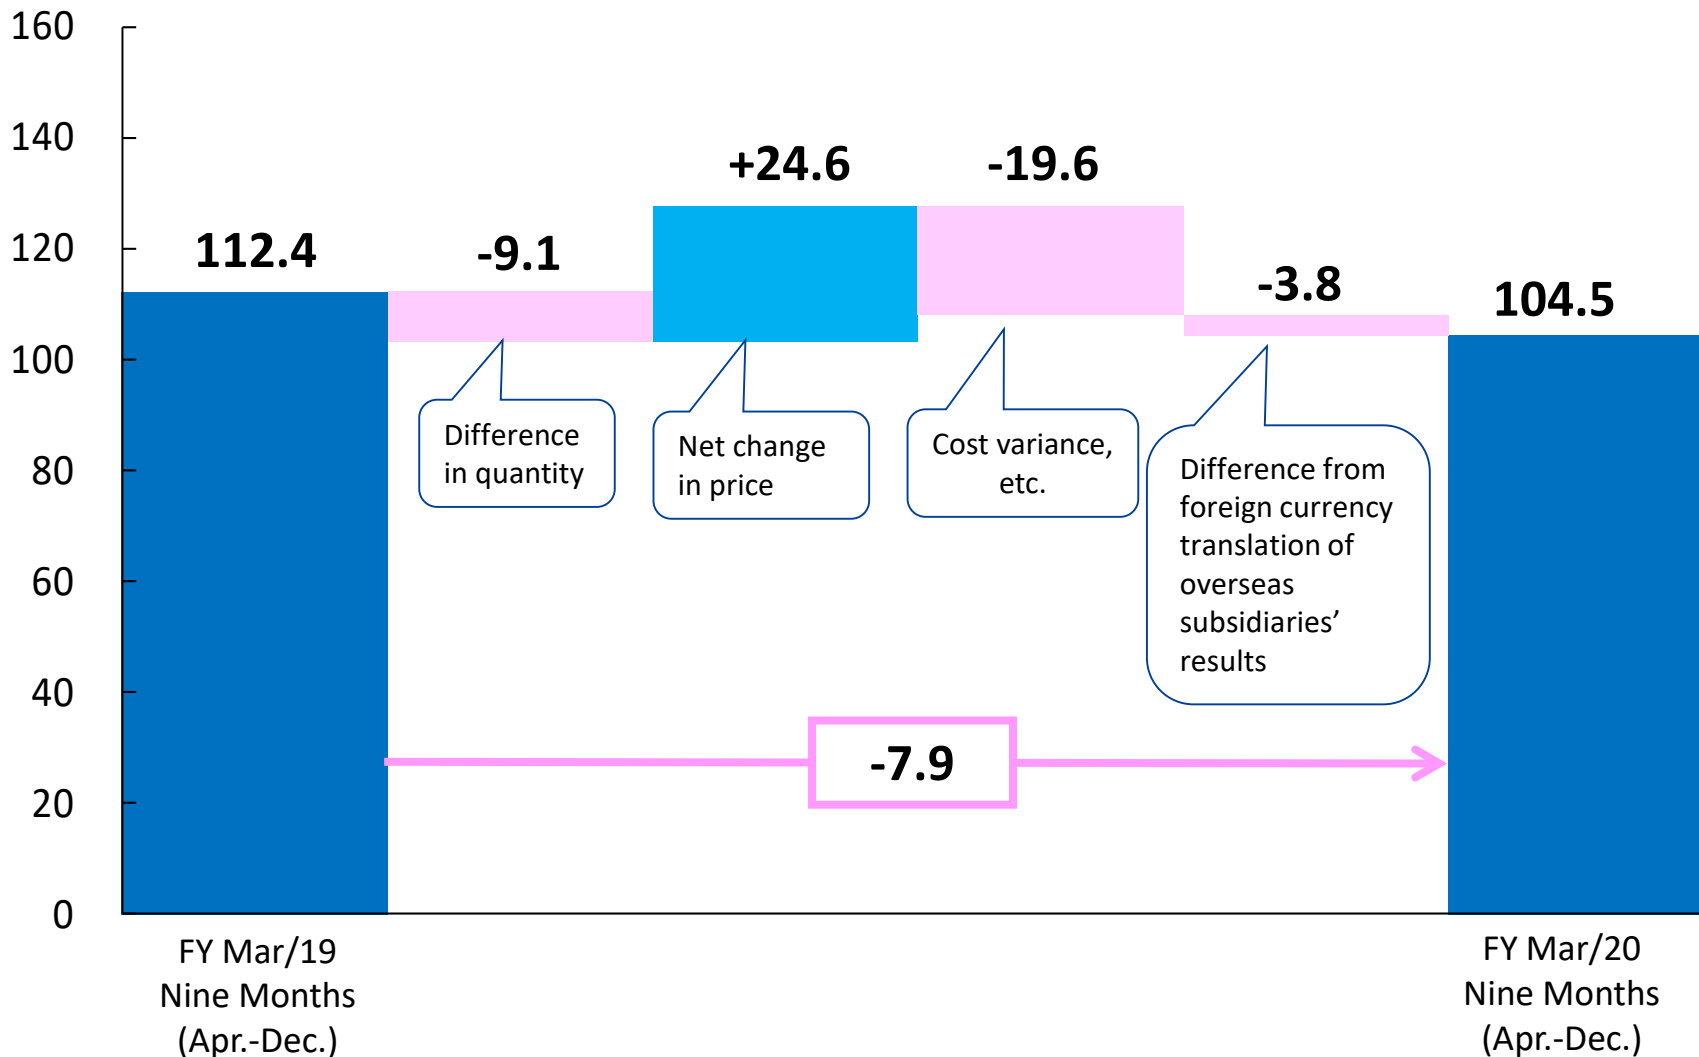 160
140
120
100
80
60
40
20
0
112.4
-9.1
+24.6
-19.6
-3.8
104.5
Difference
in quantity
Net change
in price
Cost variance,
etc.
Difference from
foreign currency
translation of
overseas
subsidiaries’
results
-7.9
FY Mar/19
Nine Months
(Apr.-Dec.)
FY Mar/20
Nine Months
(Apr.-Dec.)